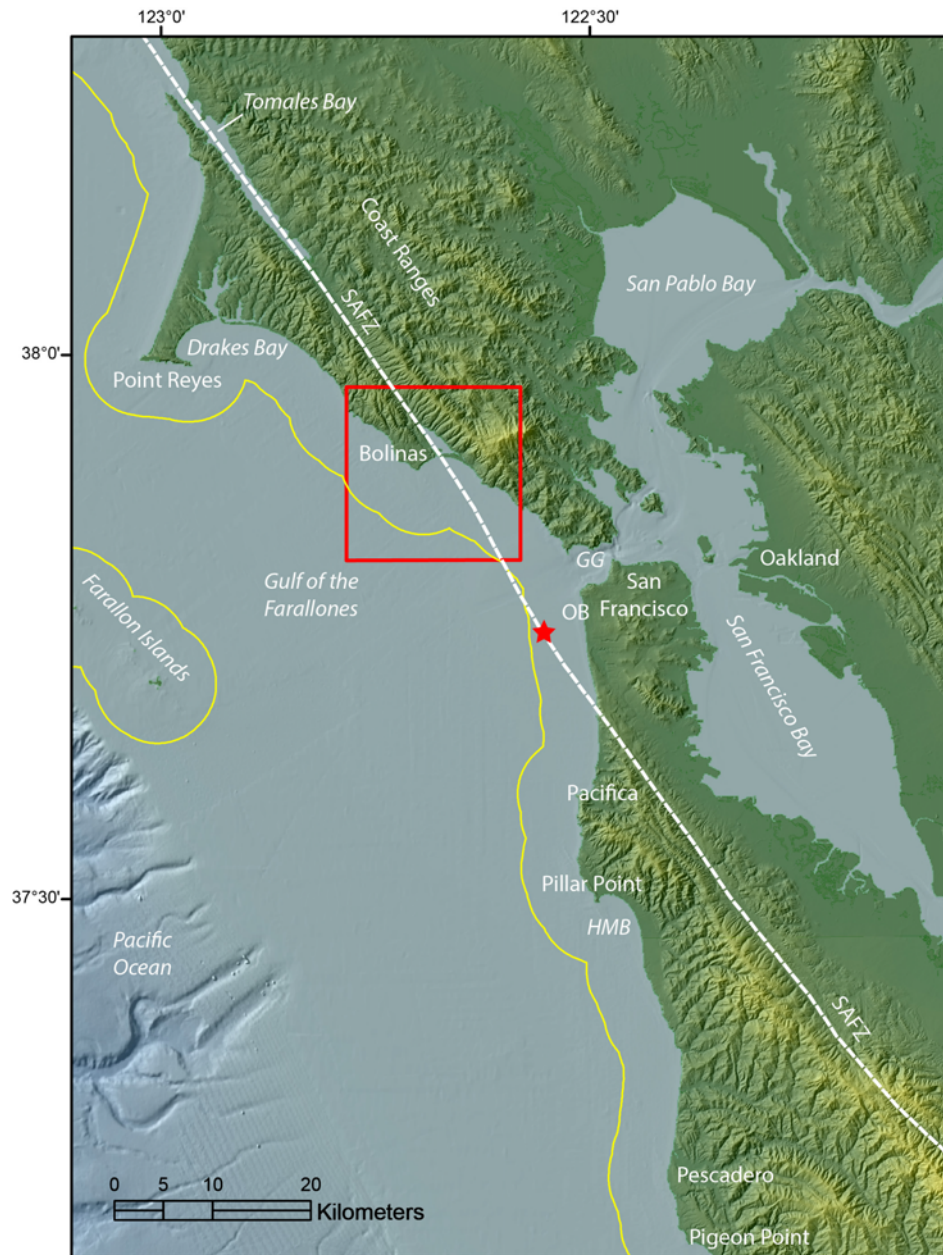 123°0'
122°30'
Tomales Bay
Coast Ranges
San Pablo Bay
SAFZ
38°0'
Drakes Bay
Point Reyes
Bolinas
GG
Oakland
San
Francisco
OB
Gulf of the
Farallones
Farallon Islands
San Francisco Bay
Pacifica
Pillar Point
37°30'
HMB
Pacific
Ocean
SAFZ
Pescadero
0 5 10 20
Kilometers
Pigeon Point